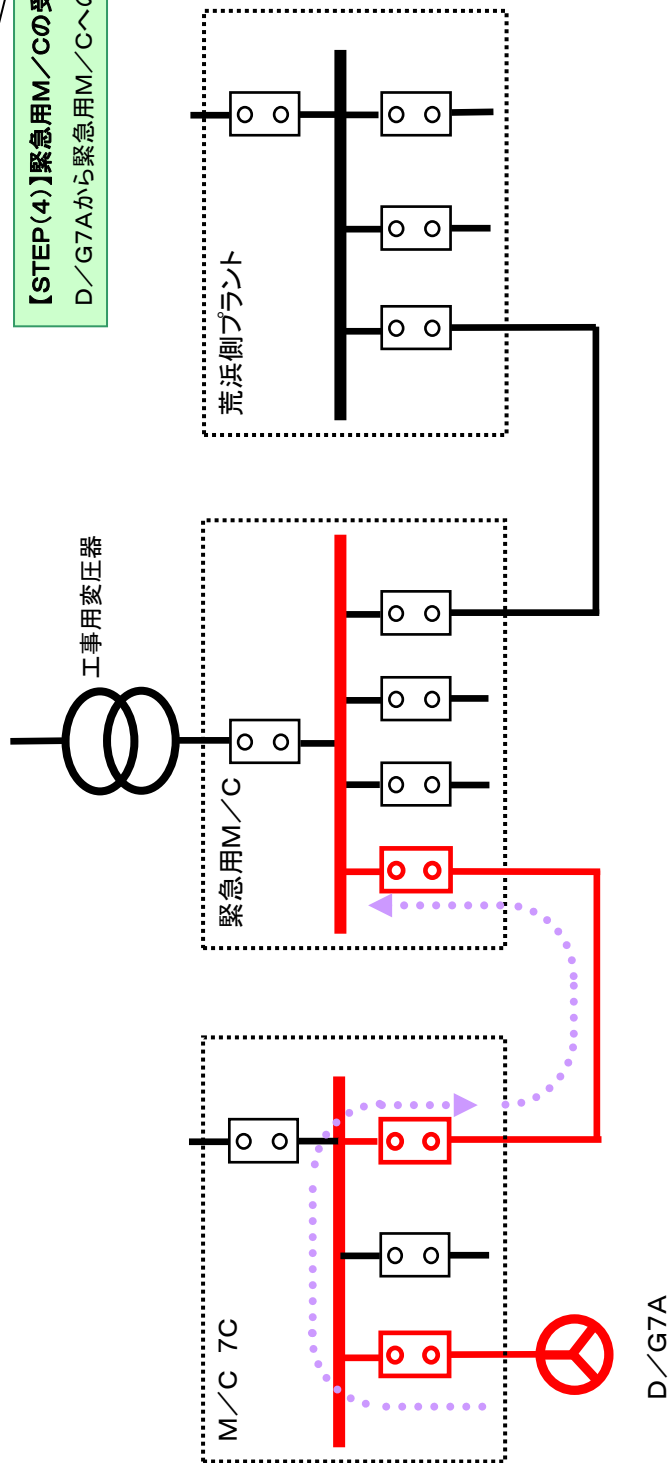 【STEP(4)】緊急用M／Cの受
D／G7Aから緊急用M／Cへの
荒浜側プラント
工事用変圧器
緊急用M／C
M／C 7C
D／G7A